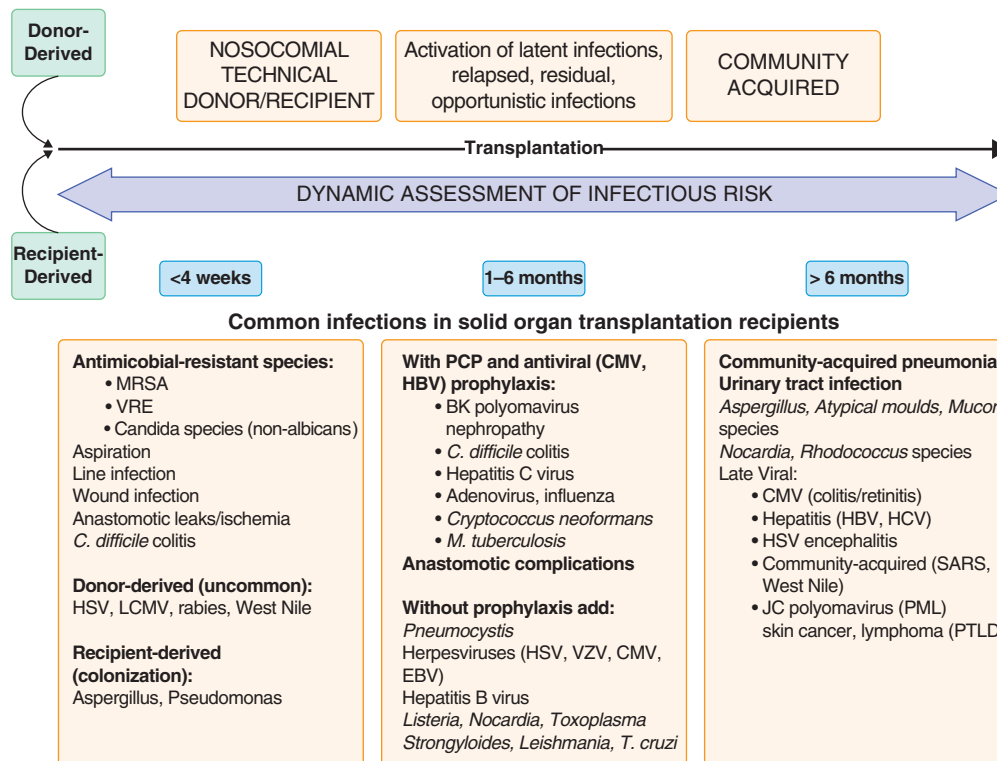 Donor-
Derived
NOSOCOMIAL
TECHNICAL
DONOR/RECIPIENT
Activation of latent infections,
relapsed, residual,
opportunistic infections
COMMUNITY
ACQUIRED
Transplantation
DYNAMIC ASSESSMENT OF INFECTIOUS RISK
Recipient-
Derived
<4 weeks
1–6 months
> 6 months
Common infections in solid organ transplantation recipients
Antimicobial-resistant species:
• MRSA
• VRE
• Candida species (non-albicans)
Aspiration
Line infection
Wound infection
Anastomotic leaks/ischemia
C. difficile colitis
Donor-derived (uncommon):
HSV, LCMV, rabies, West Nile
Recipient-derived
(colonization):
Aspergillus, Pseudomonas
With PCP and antiviral (CMV,
HBV) prophylaxis:
• BK polyomavirus
nephropathy
• C. difficile colitis
• Hepatitis C virus
• Adenovirus, influenza
• Cryptococcus neoformans
• M. tuberculosis
Anastomotic complications
Without prophylaxis add:
Pneumocystis
Herpesviruses (HSV, VZV, CMV,
EBV)
Hepatitis B virus
Listeria, Nocardia, Toxoplasma
Strongyloides, Leishmania, T. cruzi
Community-acquired pneumonia
Urinary tract infection
Aspergillus, Atypical moulds, Mucor
species
Nocardia, Rhodococcus species
Late Viral:
• CMV (colitis/retinitis)
• Hepatitis (HBV, HCV)
• HSV encephalitis
• Community-acquired (SARS,
West Nile)
• JC polyomavirus (PML)
skin cancer, lymphoma (PTLD